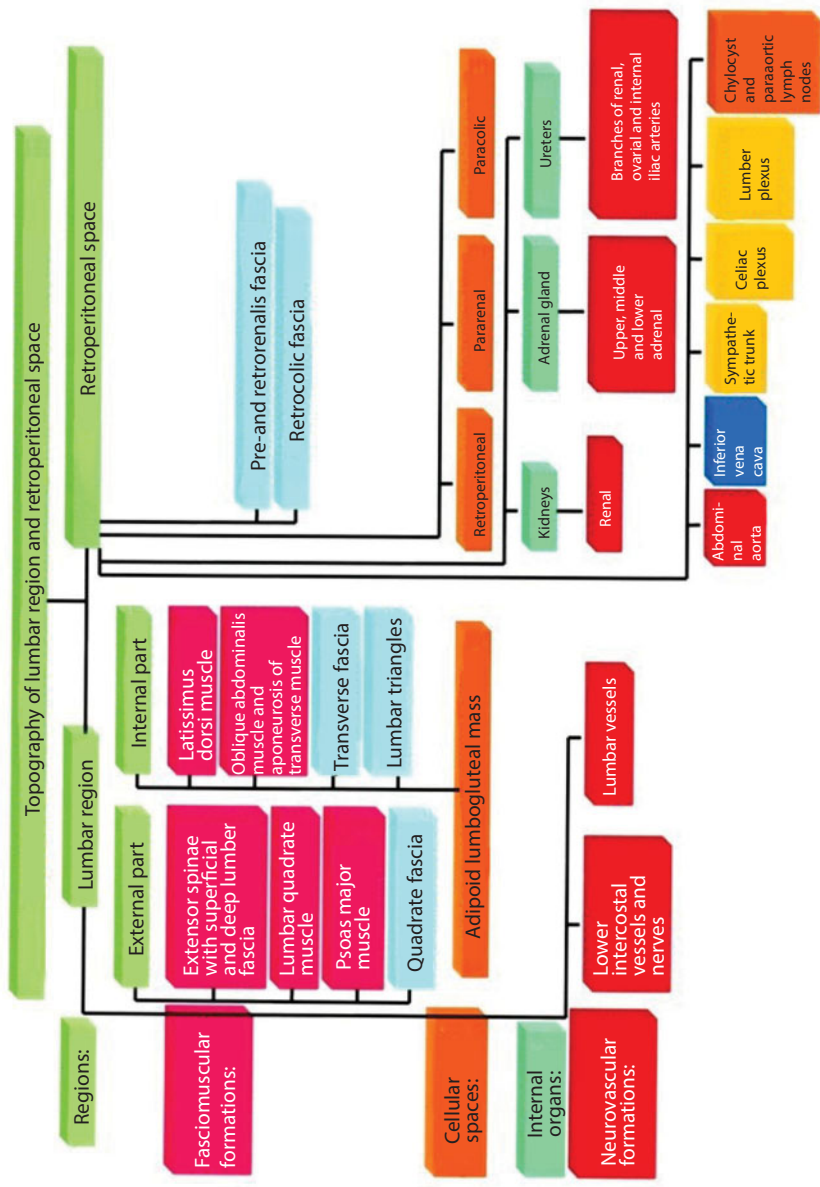 Topography of lumbar region and retroperitoneal space
Regions:
Lumbar region
Retroperitoneal space
External part
Internal part
Fasciomuscular
formations:
Extensor spinae
with superficial
and deep lumber
fascia
Lumbar quadrate
muscle
Psoas major
muscle
Quadrate fascia
Latissimus
dorsi muscle
Oblique abdominalis
muscle and
aponeurosis of
transverse muscle
Transverse fascia
Lumbar triangles
Pre-and retrorenalis fascia
Retrocolic fascia
Cellular
spaces:
Adipoid lumbogluteal mass
Retroperitoneal
Pararenal
Paracolic
Internal
organs:
Kidneys
Adrenal gland
Ureters
Neurovascular
formations:
Lower
intercostal
vessels and
nerves
Lumbar vessels
Renal
Upper, middle
and lower
adrenal
Branches of renal,
ovarial and internal
iliac arteries
Abdomi-
nal
aorta
Inferior
vena
cava
Sympathe-
tic trunk
Celiac
plexus
Lumber
plexus
Chylocyst
and
paraaortic
lymph
nodes